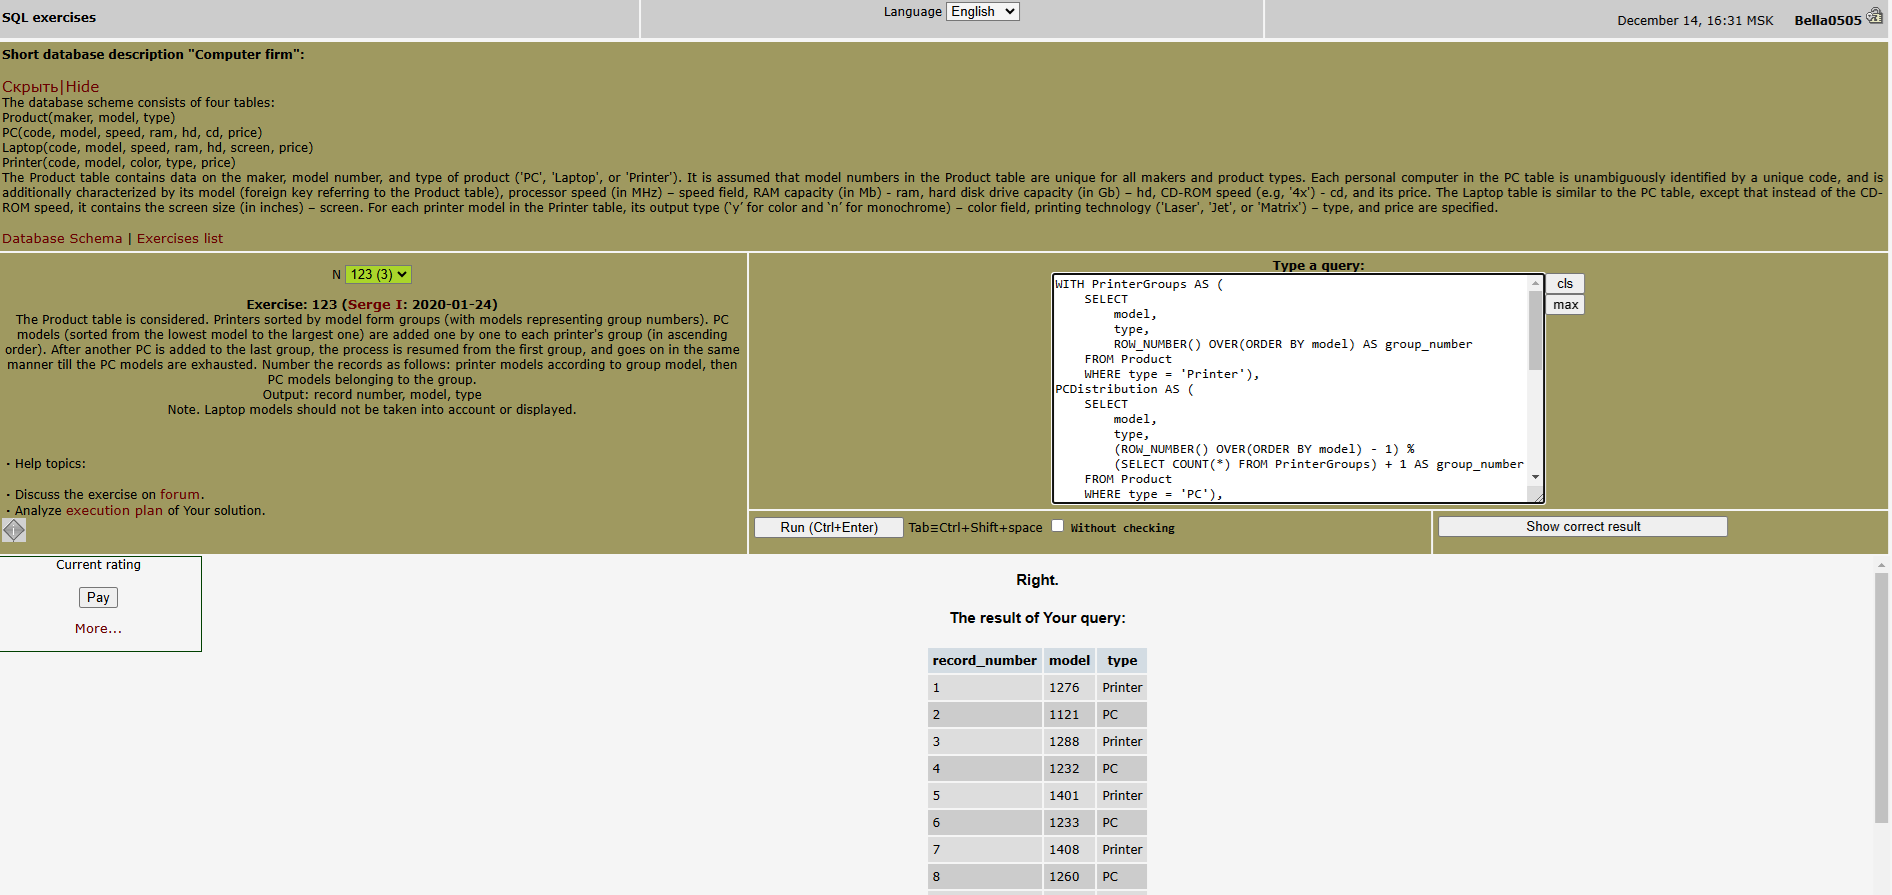 SQL exercises
Language English
December 14, 16:31 MSK Bella0505
Short database description "Computer firm":
Скрыть|Hide
The database scheme consists of four tables:
Product(maker, model, type)
PC(code, model, speed, ram, hd, cd, price)
Laptop(code, model, speed, ram, hd, screen, price)
Printer(code, model, color, type, price)
The Product table contains data on the maker, model number, and type of product ('PC', 'Laptop', or 'Printer'). It is assumed that model numbers in the Product table are unique for all makers and product types. Each personal computer in the PC table is unambiguously identified by a unique code, and is
additionally characterized by its model (foreign key referring to the Product table), processor speed (in MHz) – speed field, RAM capacity (in Mb) - ram, hard disk drive capacity (in Gb) – hd, CD-ROM speed (e.g, '4x') - cd, and its price. The Laptop table is similar to the PC table, except that instead of the CD-
ROM speed, it contains the screen size (in inches) – screen. For each printer model in the Printer table, its output type (‘y’ for color and ‘n’ for monochrome) – color field, printing technology ('Laser', 'Jet', or 'Matrix') – type, and price are specified.
Database Schema | Exercises list
N 123 (3)
Exercise: 123 (Serge I: 2020-01-24)
The Product table is considered. Printers sorted by model form groups (with models representing group numbers). PC
models (sorted from the lowest model to the largest one) are added one by one to each printer's group (in ascending
order). After another PC is added to the last group, the process is resumed from the first group, and goes on in the same
manner till the PC models are exhausted. Number the records as follows: printer models according to group model, then
PC models belonging to the group.
Output: record number, model, type
Note. Laptop models should not be taken into account or displayed.
· Help topics:
· Discuss the exercise on forum.
· Analyze execution plan of Your solution.
Type a query:
WITH PrinterGroups AS (
SELECT
model,
type,
ROW_NUMBER() OVER(ORDER BY model) AS group_number
FROM Product
WHERE type = 'Printer'),
PCDistribution AS (
SELECT
model,
type,
(ROW_NUMBER() OVER(ORDER BY model) - 1) %
(SELECT COUNT(*) FROM PrinterGroups) + 1 AS group_number
FROM Product
WHERE type = 'PC'),
cls
max
Run (Ctrl+Enter) Tab≡Ctrl+Shift+space Without checking
Show correct result
Current rating
Pay
More...
Right.
The result of Your query:
record_number model type
1 1276 Printer
2 1121 PC
3 1288 Printer
4 1232 PC
5 1401 Printer
6 1233 PC
7 1408 Printer
8 1260 PC